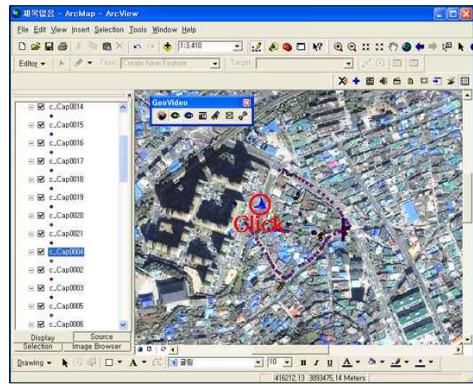 제목없음 - ArcMap - ArcView
File Edit View Insert Selection Tools Window Help
1:3,410
Editor Task: Create New Feature Target:
c_Cap0014
c_Cap0015
c_Cap0016
c_Cap0017
c_Cap0018
c_Cap0019
c_Cap0020
c_Cap0021
c_Cap0004
c_Cap0002
c_Cap0003
c_Cap0005
c_Cap0006
GeoVideo
Click
Display Source
Selection Image Browser
Drawing A 굴림 10 B I U A
416212,13 3893475,14 Meters